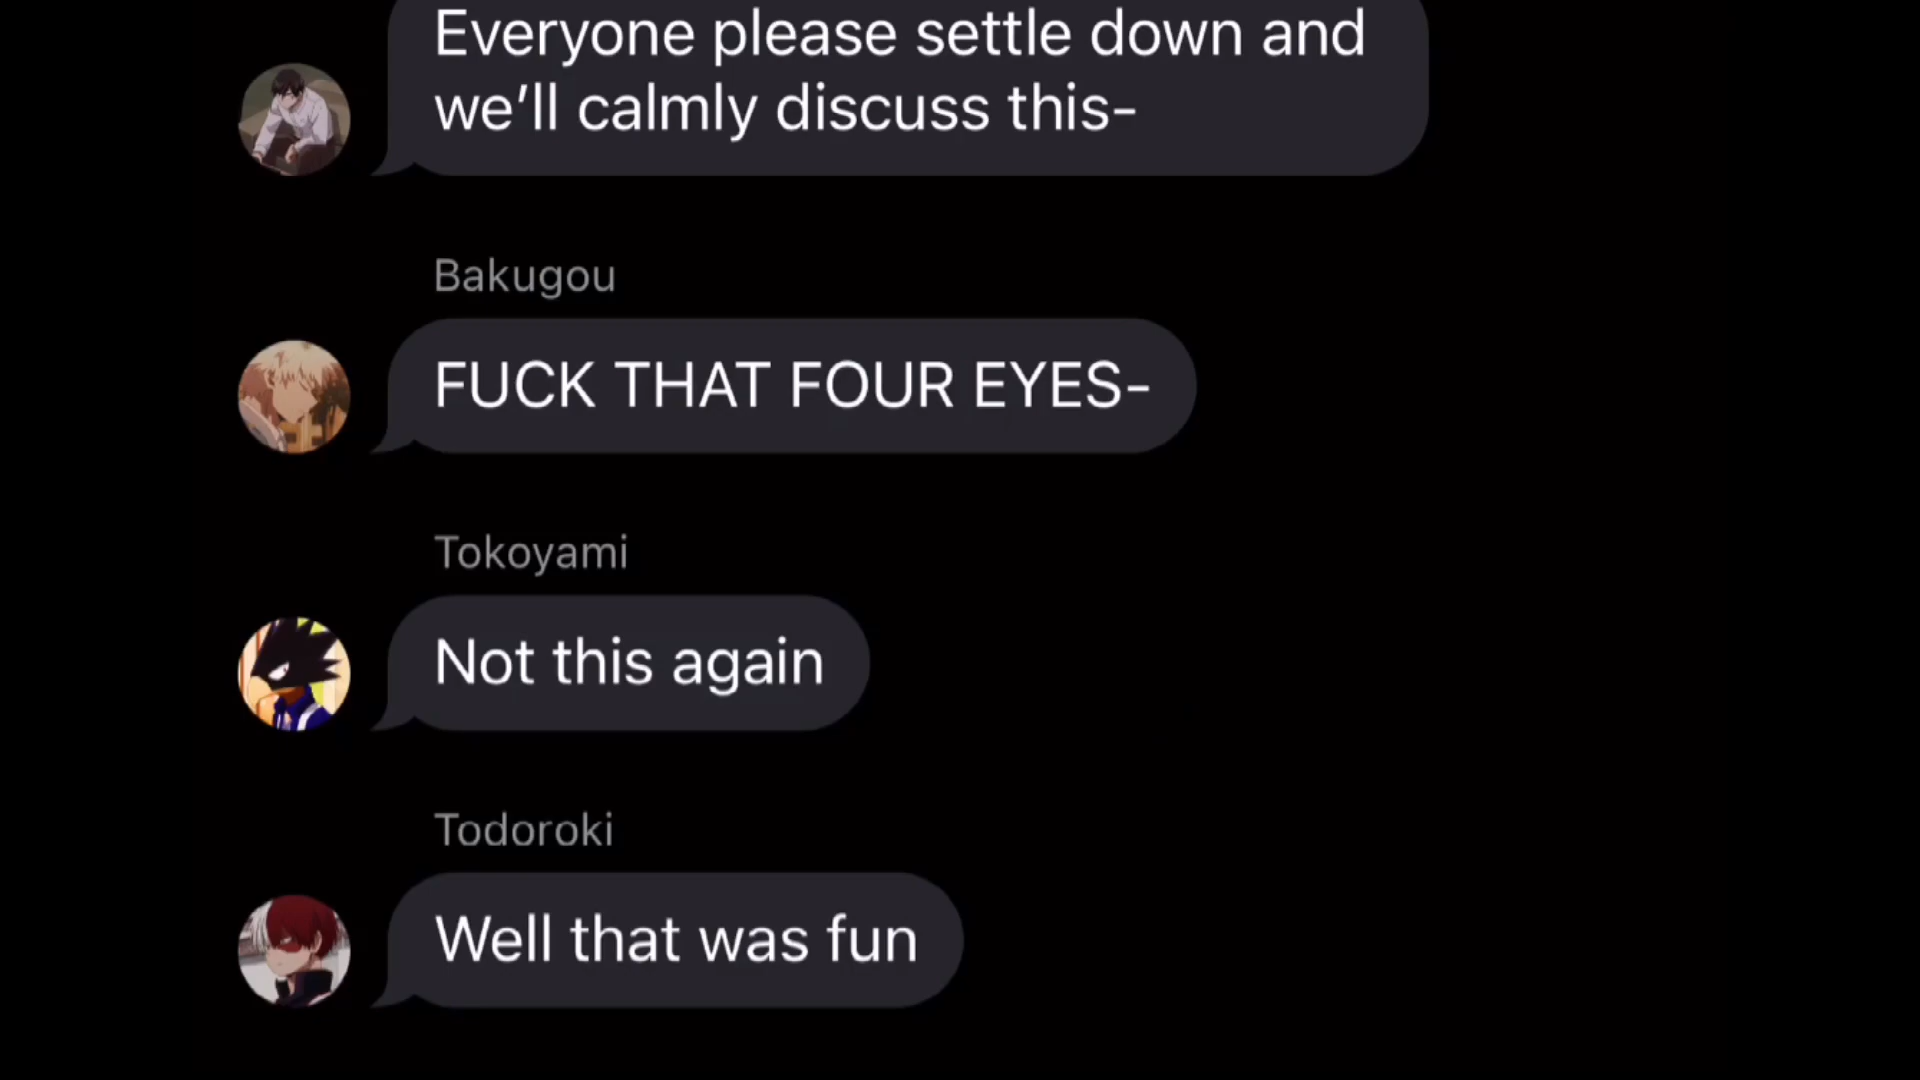 Everyone please settle down and
we’ll calmly discuss this-
Bakugou
FUCK THAT FOUR EYES-
Tokoyami
Not this again
Todoroki
Well that was fun